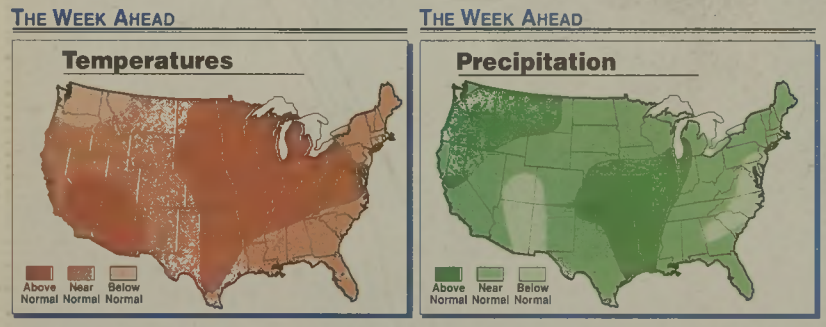 THE WEEK AHEAD
Temperatures
Above Normal
Near Normal
Below Normal
THE WEEK AHEAD
Precipitation
Above Normal
Near Normal
Below Normal